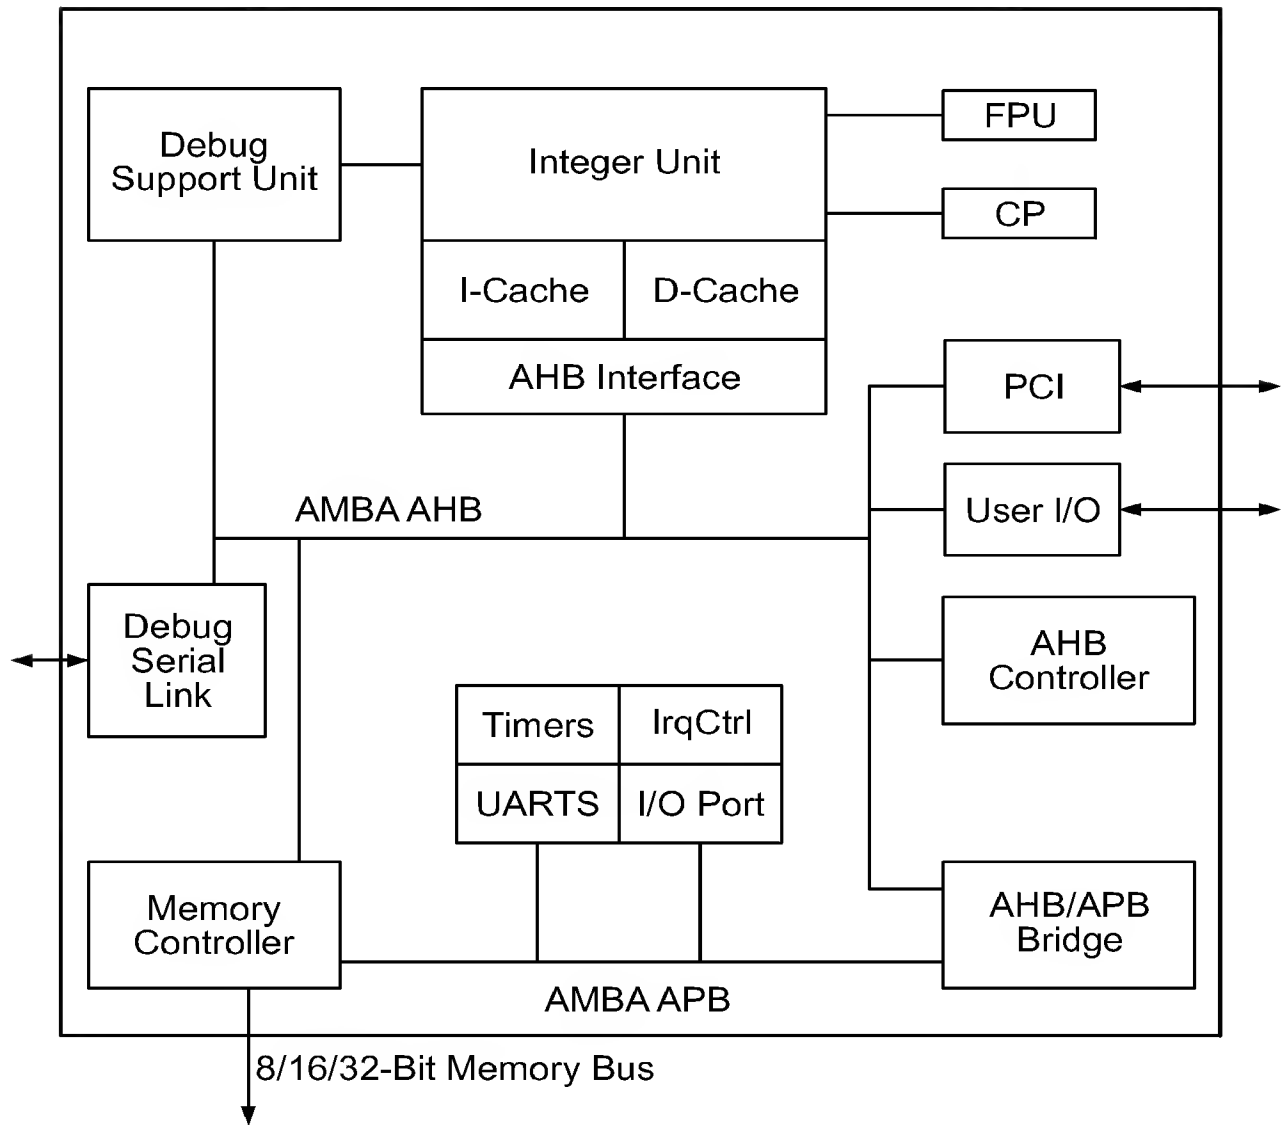 Debug
Support Unit
Integer Unit
FPU
CP
I-Cache
D-Cache
AHB Interface
PCI
AMBA AHB
User I/O
Debug
Serial
Link
AHB
Controller
Timers
IrqCtrl
UARTS
I/O Port
Memory
Controller
AHB/APB
Bridge
AMBA APB
8/16/32-Bit Memory Bus